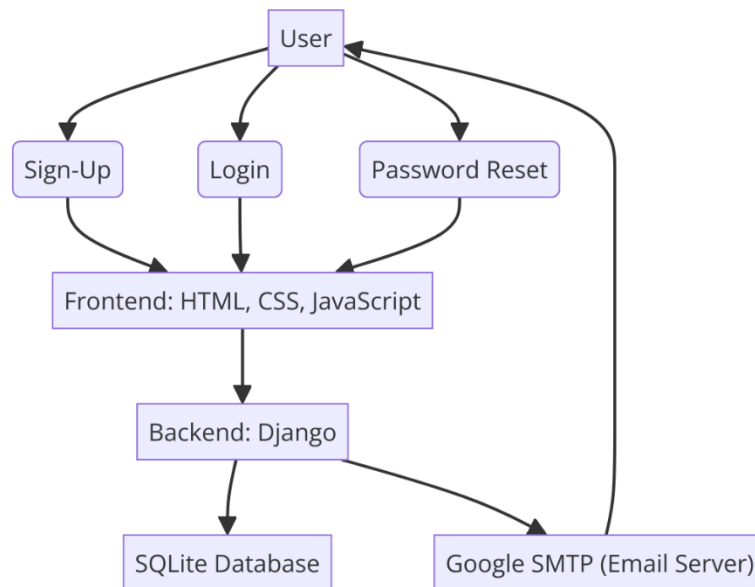 User
Sign-Up
Login
Password Reset
Frontend: HTML, CSS, JavaScript
Backend: Django
SQLite Database
Google SMTP (Email Server)